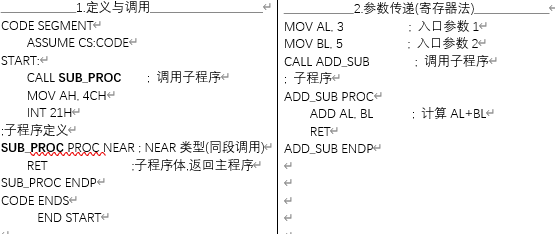 1.定义与调用
CODE SEGMENT
ASSUME CS:CODE
START:
CALL SUB_PROC ; 调用子程序
MOV AH, 4CH
INT 21H
;子程序定义
SUB_PROC PROC NEAR ; NEAR 类型(同段调用)
RET ;子程序体,返回主程序
SUB_PROC ENDP
CODE ENDS
END START
2.参数传递(寄存器法)
MOV AL, 3 ; 入口参数 1
MOV BL, 5 ; 入口参数 2
CALL ADD_SUB ; 调用子程序
; 子程序
ADD_SUB PROC
ADD AL, BL ; 计算 AL+BL
RET
ADD_SUB ENDP